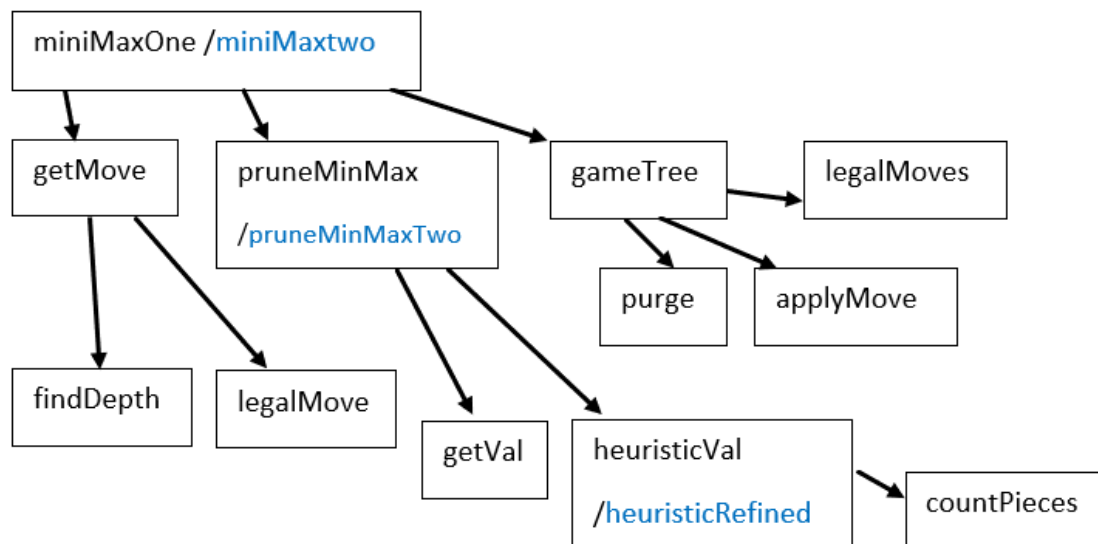 miniMaxOne /miniMaxtwo
getMove
pruneMinMax
/pruneMinMaxTwo
gameTree
legalMoves
purge
applyMove
findDepth
legalMove
getVal
heuristicVal
/heuristicRefined
countPieces